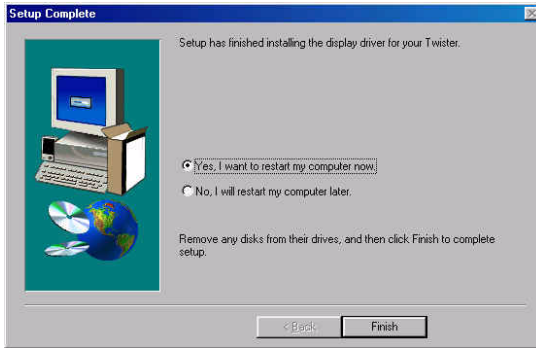 Setup Complete
Setup has finished installing the display driver for your Twister.
Yes, I want to restart my computer now.
No, I will restart my computer later.
Remove any disks from their drives, and then click Finish to complete
setup.
< Back
Finish